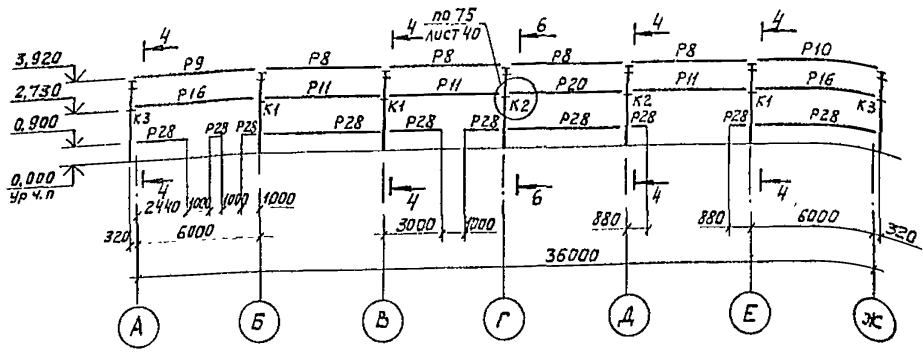 4 4 по 75 6 4 4
лист 40
3,920 Р9 Р8 Р8 Р8 Р8 Р10
2,730 Р16 Р11 Р11 Р20 Р11 Р16
К3 К1 К1 К2 К2 К1 К3
0,900 Р28 Р28 Р28 Р28 Р28 Р28 Р28 Р28 Р28 Р28
0,000
Ур ч.п
4 4 6 4 4
2440 1000 1000 1000
320 6000 3000 1000 880 880 6000 320
36000
А Б В Г Д Е Ж